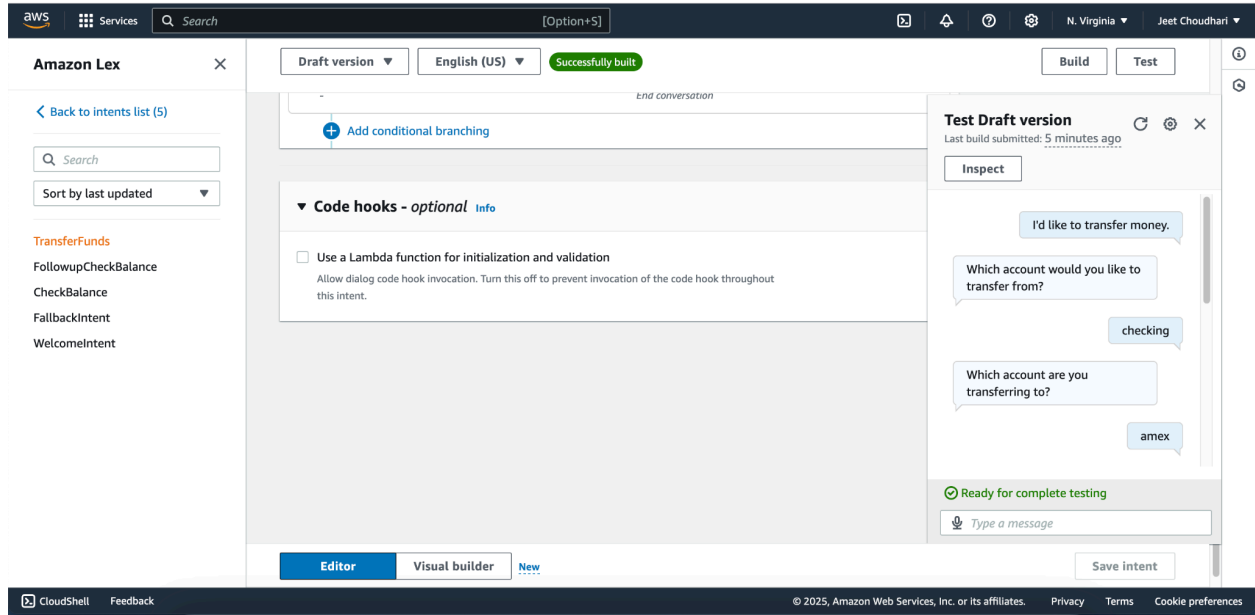 aws
Services
Search
[Option+S]
N. Virginia ▼
Jeet Choudhari ▼
Amazon Lex
Back to intents list (5)
Search
Sort by last updated
TransferFunds
FollowupCheckBalance
CheckBalance
FallbackIntent
WelcomeIntent
Draft version ▼
English (US) ▼
Successfully built
Build
Test
-
End conversation
Add conditional branching
Code hooks - optional Info
Use a Lambda function for initialization and validation
Allow dialog code hook invocation. Turn this off to prevent invocation of the code hook throughout
this intent.
Test Draft version
Last build submitted: 5 minutes ago
Inspect
I'd like to transfer money.
Which account would you like to
transfer from?
checking
Which account are you
transferring to?
amex
Ready for complete testing
Type a message
Editor
Visual builder
New
Save intent
CloudShell
Feedback
© 2025, Amazon Web Services, Inc. or its affiliates.
Privacy
Terms
Cookie preferences